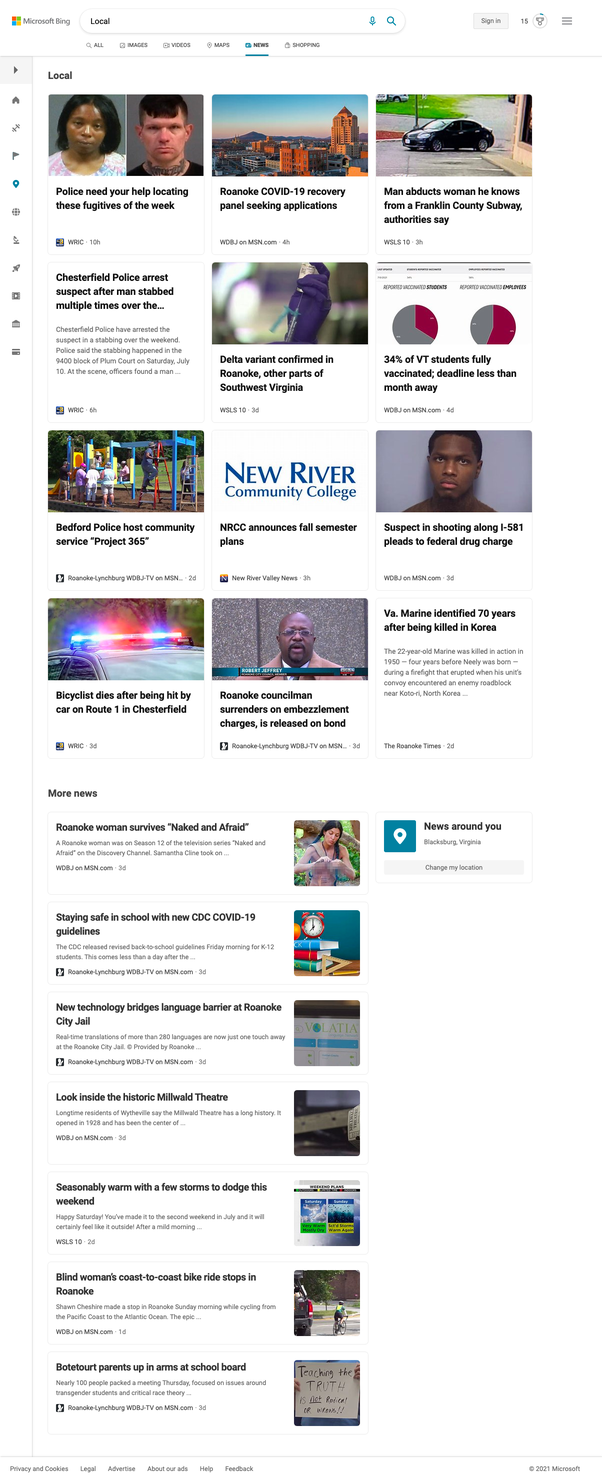 Microsoft Bing
Local
Sign in
15
ALL
IMAGES
VIDEOS
MAPS
NEWS
SHOPPING
Local
Police need your help locating
these fugitives of the week
WRIC · 10h
Roanoke COVID-19 recovery
panel seeking applications
WDBJ on MSN.com · 4h
Man abducts woman he knows
from a Franklin County Subway,
authorities say
WSLS 10 · 3h
Chesterfield Police arrest
suspect after man stabbed
multiple times over the...
Chesterfield Police have arrested the
suspect in a stabbing over the weekend.
Police said the stabbing happened in the
9400 block of Plum Court on Saturday, July
10. At the scene, officers found a man ...
WRIC · 6h
Delta variant confirmed in
Roanoke, other parts of
Southwest Virginia
WSLS 10 · 3d
REPORTED VACCINATED STUDENTS
REPORTED VACCINATED EMPLOYEES
34% of VT students fully
vaccinated; deadline less than
month away
WDBJ on MSN.com · 4d
Bedford Police host community
service “Project 365”
Roanoke-Lynchburg WDBJ-TV on MSN... · 2d
NEW RIVER
Community College
NRCC announces fall semester
plans
New River Valley News · 3h
Suspect in shooting along I-581
pleads to federal drug charge
WDBJ on MSN.com · 3d
Bicyclist dies after being hit by
car on Route 1 in Chesterfield
WRIC · 3d
ROBERT JEFFREY
Roanoke councilman
surrenders on embezzlement
charges, is released on bond
Roanoke-Lynchburg WDBJ-TV on MSN... · 3d
Va. Marine identified 70 years
after being killed in Korea
The 22-year-old Marine was killed in action in
1950 — four years before Neely was born —
during a firefight that erupted when his unit's
convoy encountered an enemy roadblock
near Koto-ri, North Korea ...
The Roanoke Times · 2d
More news
Roanoke woman survives “Naked and Afraid”
A Roanoke woman was on Season 12 of the television series “Naked and
Afraid” on the Discovery Channel. Samantha Cline took on ...
WDBJ on MSN.com · 3d
News around you
Blacksburg, Virginia
Change my location
Staying safe in school with new CDC COVID-19
guidelines
The CDC released revised back-to-school guidelines Friday morning for K-12
students. This comes less than a day after the ...
Roanoke-Lynchburg WDBJ-TV on MSN.com · 3d
New technology bridges language barrier at Roanoke
City Jail
Real-time translations of more than 280 languages are now just one touch away
at the Roanoke City Jail. © Provided by Roanoke ...
Roanoke-Lynchburg WDBJ-TV on MSN.com · 3d
VOLATIA
Look inside the historic Millwald Theatre
Longtime residents of Wytheville say the Millwald Theatre has a long history. It
opened in 1928 and has been the center of ...
WDBJ on MSN.com · 3d
Seasonably warm with a few storms to dodge this
weekend
Happy Saturday! You've made it to the second weekend in July and it will
certainly feel like it outside! After a mild morning ...
WSLS 10 · 2d
WEEKEND PLANS
Saturday
Sunday
Blind woman's coast-to-coast bike ride stops in
Roanoke
Shawn Cheshire made a stop in Roanoke Sunday morning while cycling from
the Pacific Coast to the Atlantic Ocean. The epic ...
WDBJ on MSN.com · 1d
Botetourt parents up in arms at school board
Nearly 100 people packed a meeting Thursday, focused on issues around
transgender students and critical race theory ...
Roanoke-Lynchburg WDBJ-TV on MSN.com · 3d
Teaching the
TRUTH
is Not Radical
OR WRONG!!
Privacy and Cookies
Legal
Advertise
About our ads
Help
Feedback
© 2021 Microsoft